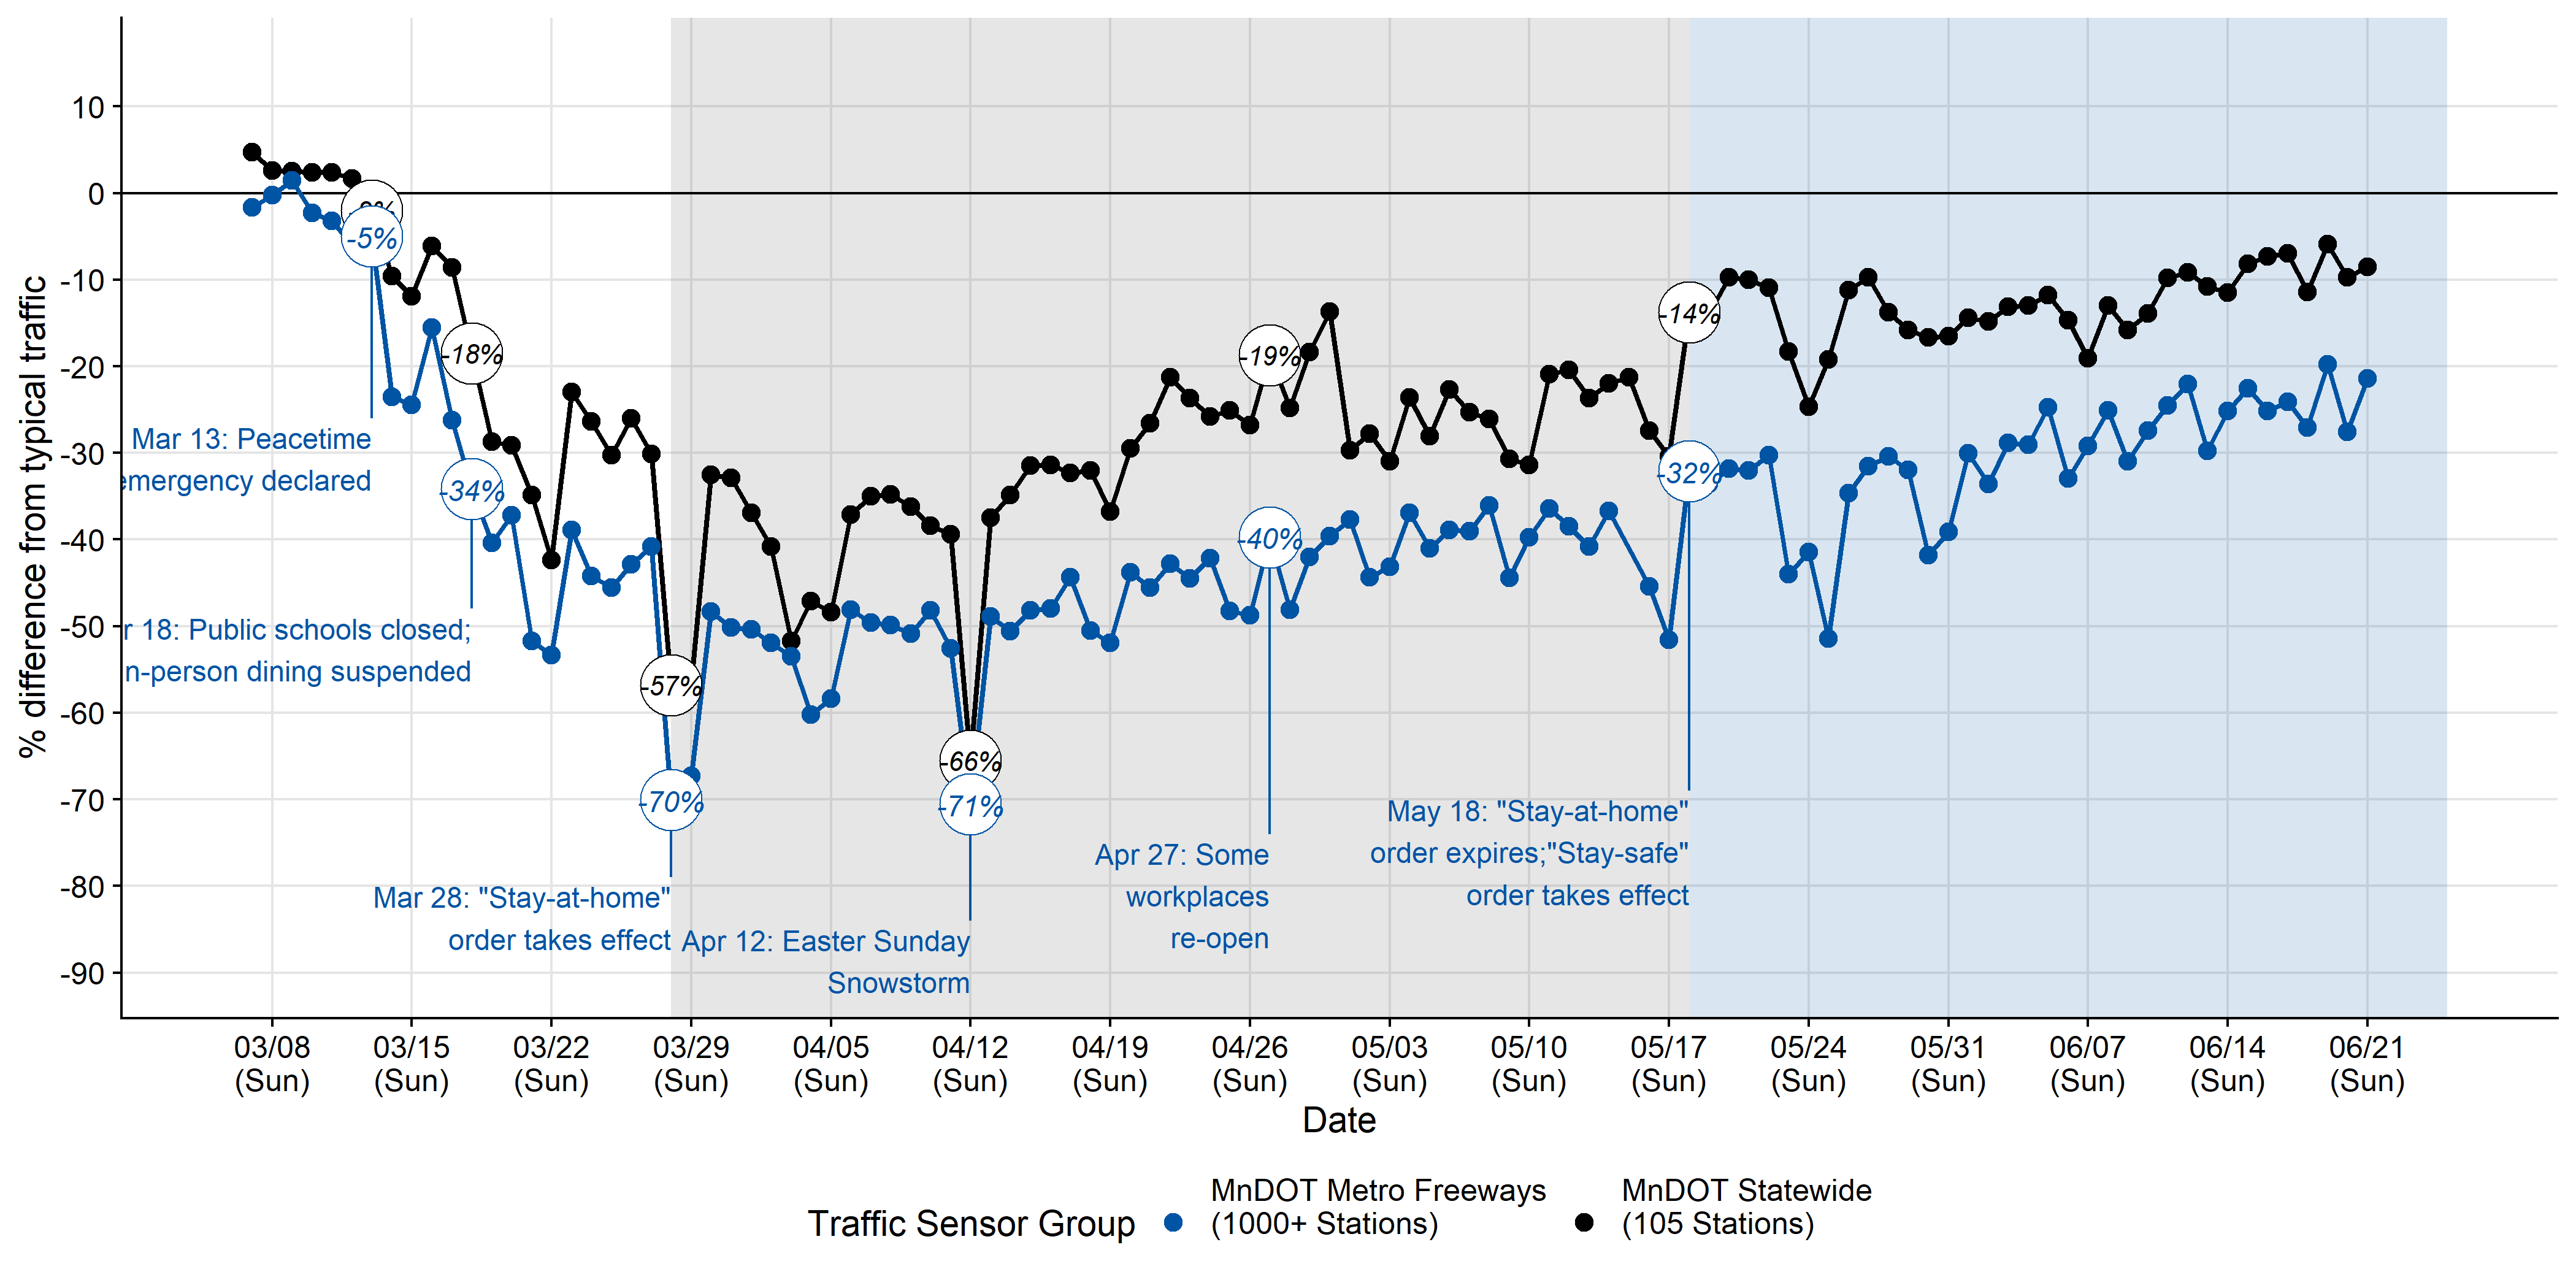 % difference from typical traffic
10
0
-10
-20
-30
-40
-50
-60
-70
-80
-90
-5%
-18%
-34%
-57%
-70%
-66%
-71%
-19%
-40%
-14%
-32%
Mar 13: Peacetime
emergency declared
18: Public schools closed;
n-person dining suspended
Mar 28: "Stay-at-home"
order takes effect
Apr 12: Easter Sunday
Snowstorm
Apr 27: Some
workplaces
re-open
May 18: "Stay-at-home"
order expires;"Stay-safe"
order takes effect
03/08 03/15 03/22 03/29 04/05 04/12 04/19 04/26 05/03 05/10 05/17 05/24 05/31 06/07 06/14 06/21
(Sun) (Sun) (Sun) (Sun) (Sun) (Sun) (Sun) (Sun) (Sun) (Sun) (Sun) (Sun) (Sun) (Sun) (Sun) (Sun)
Date
Traffic Sensor Group
MnDOT Metro Freeways
(1000+ Stations)
MnDOT Statewide
(105 Stations)